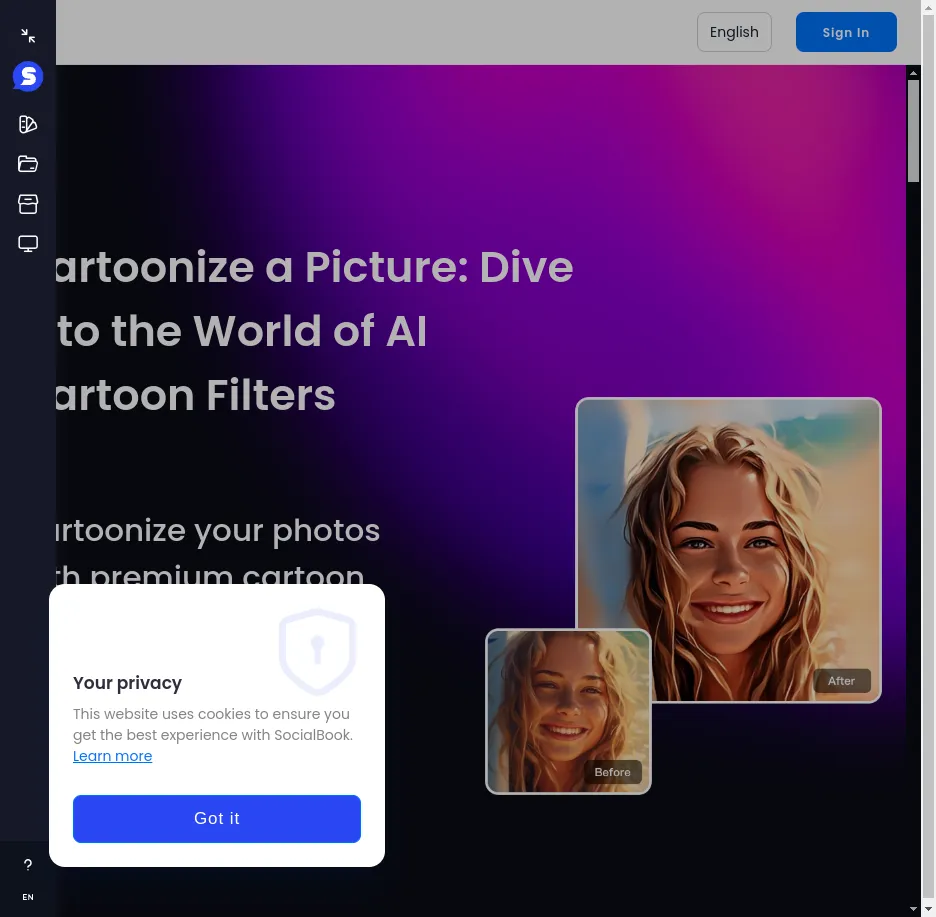 English
Sign In
artoonize a Picture: Dive
to the World of AI
artoon Filters
artoonize your photos
th premium cartoon
After
Before
Your privacy
This website uses cookies to ensure you
get the best experience with SocialBook.
Learn more
Got it
?
EN